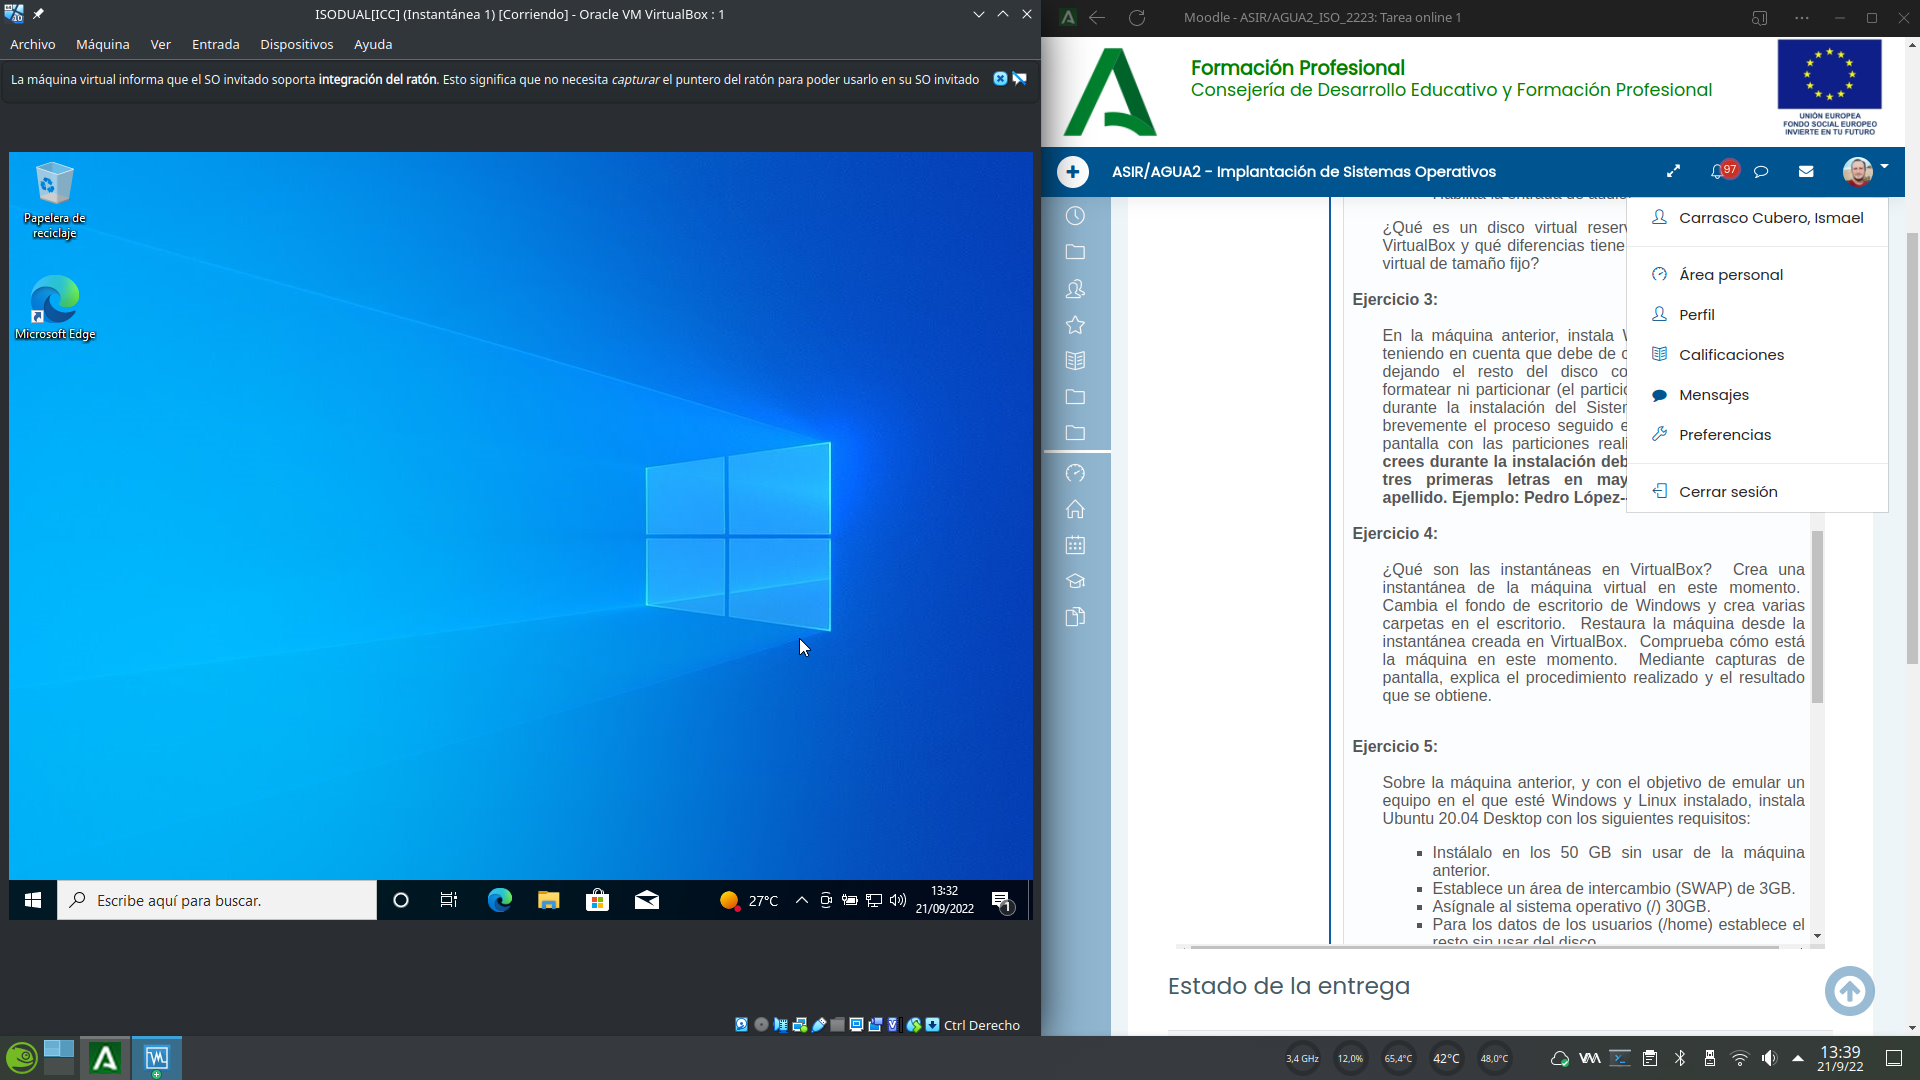 ISODUAL[ICC] (Instantánea 1) [Corriendo] - Oracle VM VirtualBox : 1
Archivo Máquina Ver Entrada Dispositivos Ayuda
La máquina virtual informa que el SO invitado soporta integración del ratón. Esto significa que no necesita capturar el puntero del ratón para poder usarlo en su SO invitado
Papelera de
reciclaje
Microsoft Edge
Escribe aquí para buscar.
27°C
13:32
21/09/2022
1
Ctrl Derecho
Moodle - ASIR/AGUA2_ISO_2223: Tarea online 1
Formación Profesional
Consejería de Desarrollo Educativo y Formación Profesional
UNIÓN EUROPEA
FONDO SOCIAL EUROPEO
INVIERTE EN TU FUTURO
ASIR/AGUA2 - Implantación de Sistemas Operativos
97
Carrasco Cubero, Ismael
Área personal
Perfil
Calificaciones
Mensajes
Preferencias
Cerrar sesión
¿Qué es un disco virtual reserv
VirtualBox y qué diferencias tiene
virtual de tamaño fijo?
Ejercicio 3:
En la máquina anterior, instala
teniendo en cuenta que debe de
dejando el resto del disco co
formatear ni particionar (el partici
durante la instalación del Sister
brevemente el proceso seguido e
pantalla con las particiones reali
crees durante la instalación deb
tres primeras letras en may
apellido. Ejemplo: Pedro López-
Ejercicio 4:
¿Qué son las instantáneas en VirtualBox? Crea una
instantánea de la máquina virtual en este momento.
Cambia el fondo de escritorio de Windows y crea varias
carpetas en el escritorio. Restaura la máquina desde la
instantánea creada en VirtualBox. Comprueba cómo está
la máquina en este momento. Mediante capturas de
pantalla, explica el procedimiento realizado y el resultado
que se obtiene.
Ejercicio 5:
Sobre la máquina anterior, y con el objetivo de emular un
equipo en el que esté Windows y Linux instalado, instala
Ubuntu 20.04 Desktop con los siguientes requisitos:
Instálalo en los 50 GB sin usar de la máquina
anterior.
Establece un área de intercambio (SWAP) de 3GB.
Asígnale al sistema operativo (/) 30GB.
Para los datos de los usuarios (/home) establece el
resto sin usar del disco
Estado de la entrega
3,4 GHz
12,0%
65,4°C
42°C
48,0°C
13:39
21/9/22